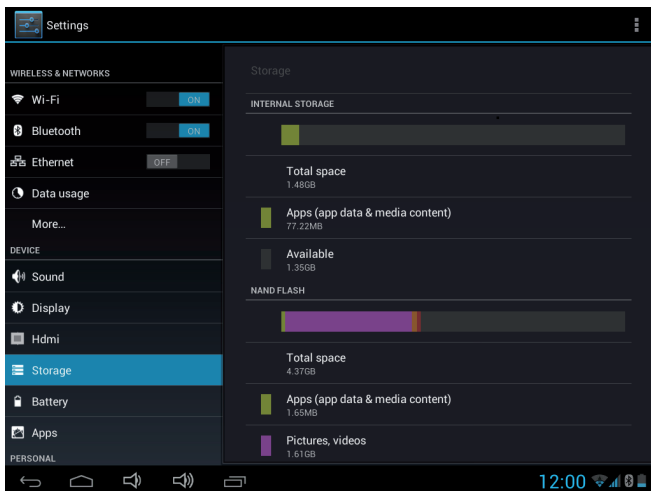 Settings
WIRELESS & NETWORKS
Wi-Fi ON
Bluetooth ON
Ethernet OFF
Data usage
More...
DEVICE
Sound
Display
Hdmi
Storage
Battery
Apps
PERSONAL
Storage
INTERNAL STORAGE
Total space
1.48GB
Apps (app data & media content)
77.22MB
Available
1.35GB
NAND FLASH
Total space
4.37GB
Apps (app data & media content)
1.65MB
Pictures, videos
1.61GB
12:00